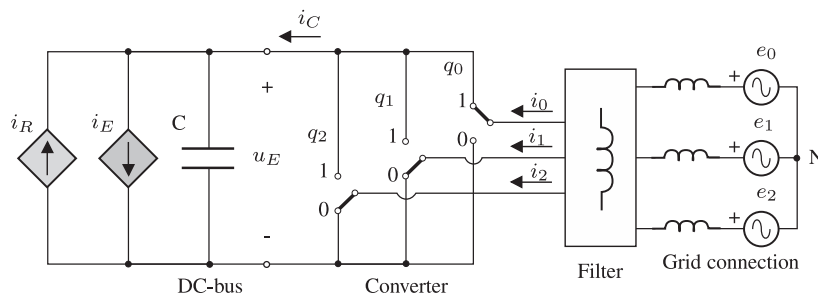 i_C
e_0
+
q_0
+
q_1
1
i_0
i_R
i_E
C
q_2
1
0
i_1
+
e_1
N
u_E
1
0
i_2
0
+
e_2
-
DC-bus
Converter
Filter
Grid connection